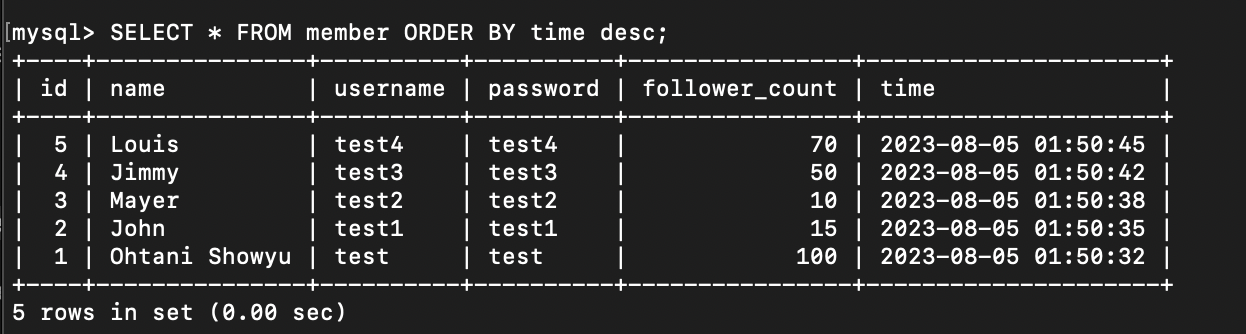 [mysql> SELECT * FROM member ORDER BY time desc;
+----+---------------+----------+----------+----------------+---------------------+
| id | name          | username | password | follower_count | time                |
+----+---------------+----------+----------+----------------+---------------------+
|  5 | Louis         | test4    | test4    |             70 | 2023-08-05 01:50:45 |
|  4 | Jimmy         | test3    | test3    |             50 | 2023-08-05 01:50:42 |
|  3 | Mayer         | test2    | test2    |             10 | 2023-08-05 01:50:38 |
|  2 | John          | test1    | test1    |             15 | 2023-08-05 01:50:35 |
|  1 | Ohtani Showyu | test     | test     |            100 | 2023-08-05 01:50:32 |
+----+---------------+----------+----------+----------------+---------------------+
5 rows in set (0.00 sec)